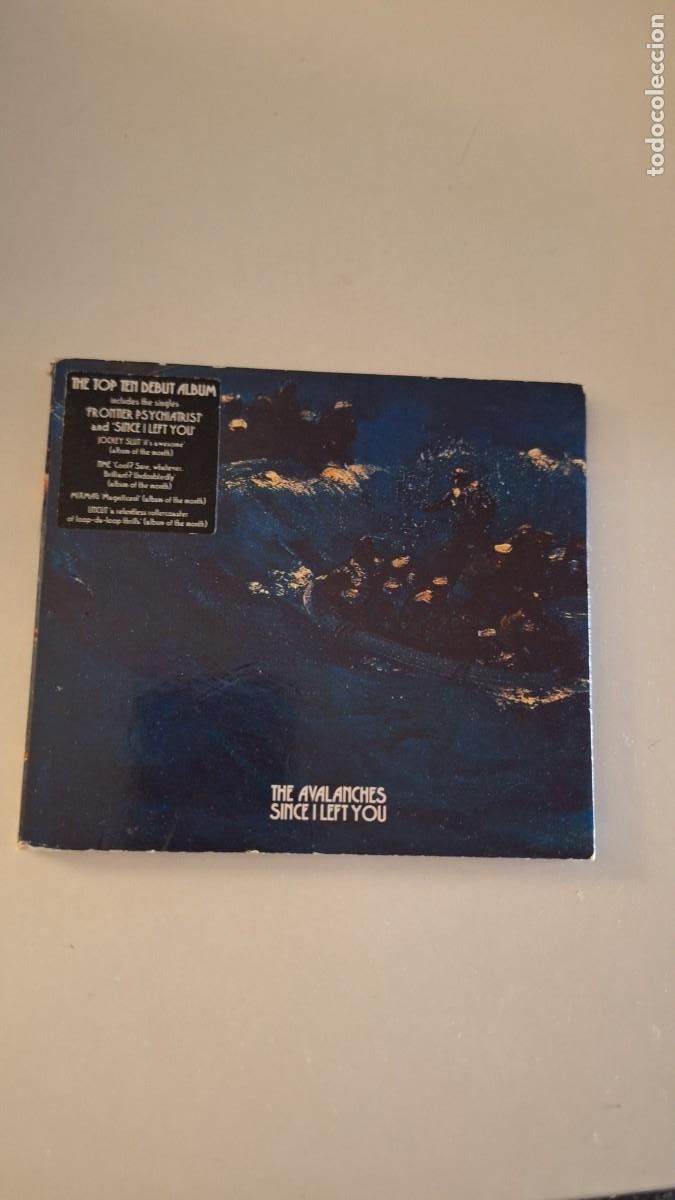 todocoleccion
THE TOP TEN DEBUT ALBUM
includes the singles
'FRONTIER PSYCHIATRIST'
and 'SINCE I LEFT YOU'
JOCKEY SLUT 'it's awesome'
(album of the month)
TIME 'Cool? Sure, whatever.
Brilliant? Undoubtedly'
(album of the month)
MIXMAG 'Magnificent' (album of the month)
UNCUT 'a relentless rollercoaster
of loop-da-loop thrills' (album of the month)
THE AVALANCHES
SINCE I LEFT YOU